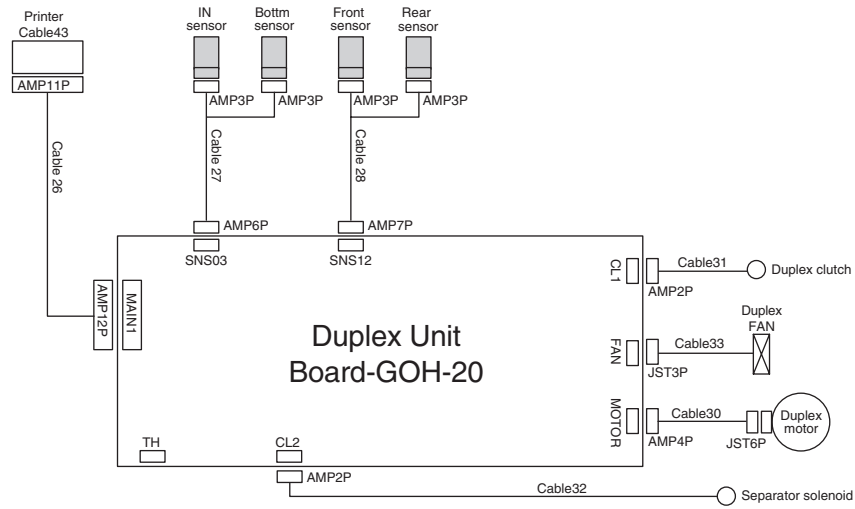 Printer
Cable43
IN
sensor
Bottm
sensor
Front
sensor
Rear
sensor
AMP11P
AMP3P
AMP3P
AMP3P
AMP3P
Cable 26
Cable 27
Cable 28
AMP6P
AMP7P
SNS03
SNS12
AMP12P
MAIN1
Duplex Unit
Board-GOH-20
CL1
AMP2P
Cable31
Duplex clutch
FAN
JST3P
Cable33
Duplex
FAN
MOTOR
AMP4P
Cable30
JST6P
Duplex
motor
TH
CL2
AMP2P
Cable32
Separator solenoid